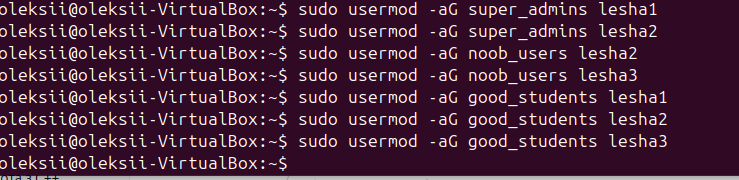 oleksii@oleksii-VirtualBox:~$ sudo usermod -aG super_admins lesha1
oleksii@oleksii-VirtualBox:~$ sudo usermod -aG super_admins lesha2
oleksii@oleksii-VirtualBox:~$ sudo usermod -aG noob_users lesha2
oleksii@oleksii-VirtualBox:~$ sudo usermod -aG noob_users lesha3
oleksii@oleksii-VirtualBox:~$ sudo usermod -aG good_students lesha1
oleksii@oleksii-VirtualBox:~$ sudo usermod -aG good_students lesha2
oleksii@oleksii-VirtualBox:~$ sudo usermod -aG good_students lesha3
oleksii@oleksii-VirtualBox:~$